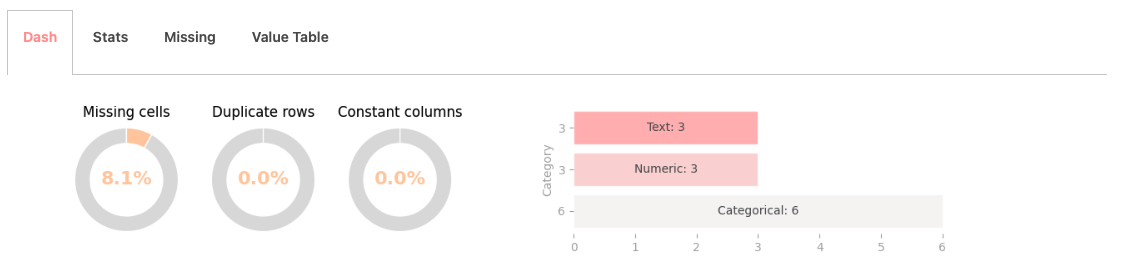 Dash Stats Missing Value Table
Missing cells Duplicate rows Constant columns
8.1% 0.0% 0.0%
Category
3 Text: 3
3 Numeric: 3
6 Categorical: 6
0 1 2 3 4 5 6